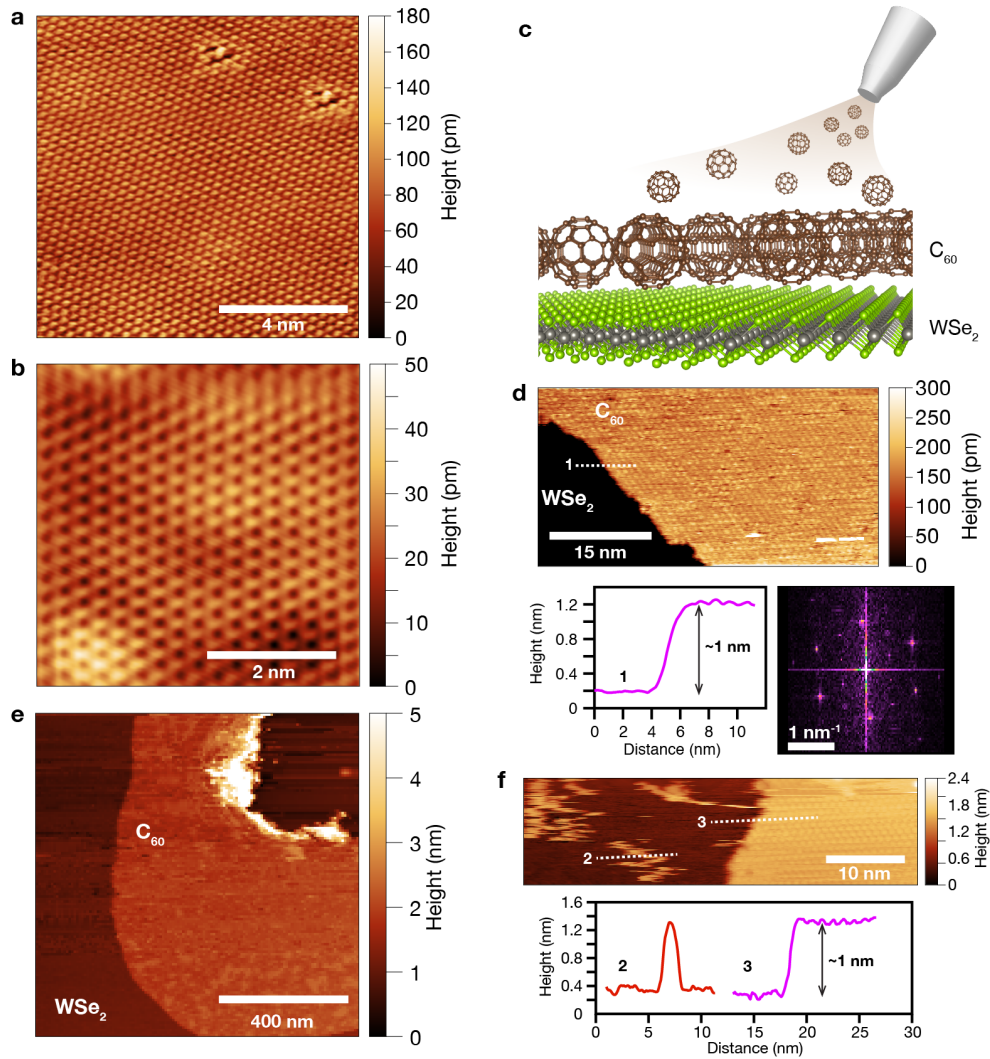 a
180
160
140
120
100
80
60
40
20
0
Height (pm)
4 nm
b
50
40
30
20
10
0
Height (pm)
2 nm
c
C60
WSe2
d
C60
1
WSe2
15 nm
300
250
200
150
100
50
0
Height (pm)
1.2
0.8
0.4
0
Height (nm)
1
~1 nm
0 2 4 6 8 10
Distance (nm)
1 nm-1
e
C60
WSe2
400 nm
5
4
3
2
1
0
Height (nm)
f
3
2
10 nm
2.4
1.8
1.2
0.6
0
Height (nm)
1.6
1.2
0.8
0.4
0
Height (nm)
2
3
~1 nm
0 5 10 15 20 25 30
Distance (nm)